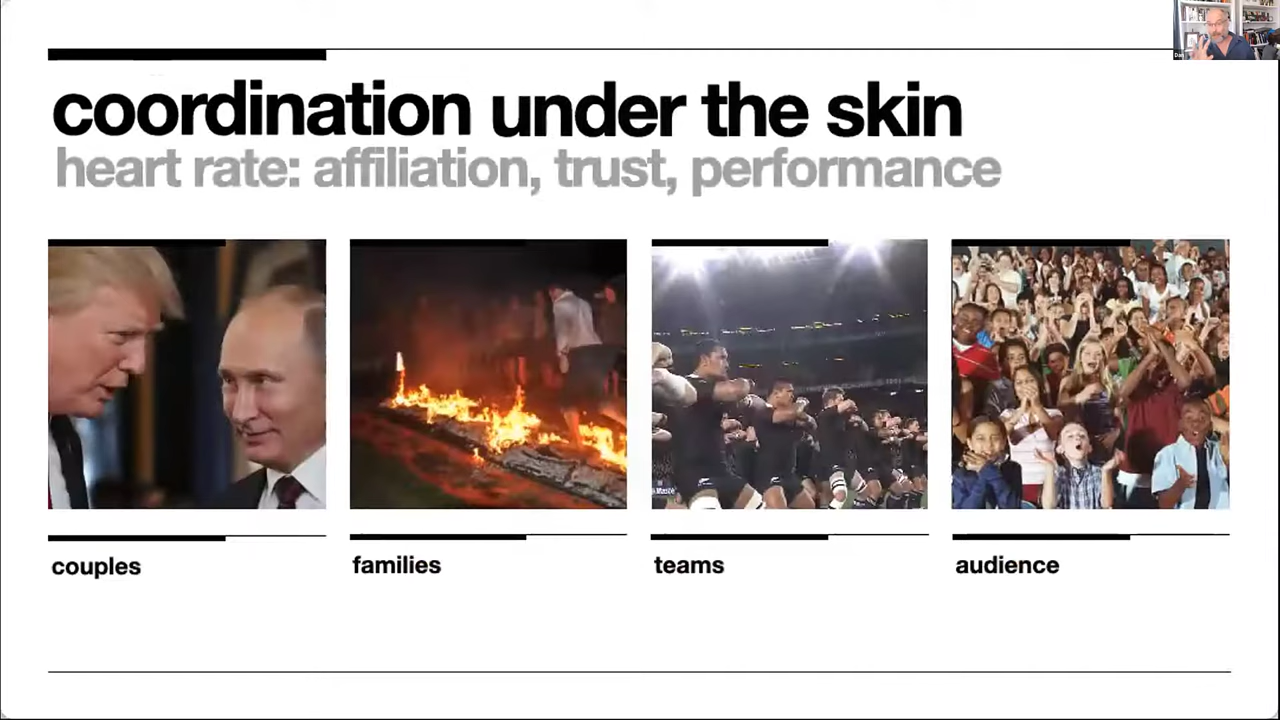 coordination under the skin
heart rate: affiliation, trust, performance
couples
families
teams
audience